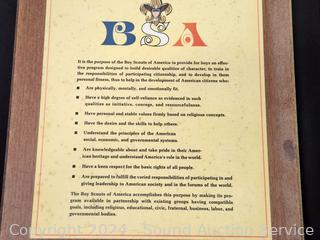 BSA
It is the purpose of the Boy Scouts of America to provide for boys an effec-
tive program designed to build desirable qualities of character, to train in
the responsibilities of participating citizenship, and to develop in them
personal fitness, thus to help in the development of American citizens who:
■ Are physically, mentally, and emotionally fit.
■ Have a high degree of self-reliance as evidenced in such
qualities as initiative, courage, and resourcefulness.
■ Have personal and stable values firmly based on religious concepts.
■ Have the desire and the skills to help others.
■ Understand the principles of the American
social, economic, and governmental systems.
■ Are knowledgeable about and take pride in their Amer-
ican heritage and understand America's role in the world.
■ Have a keen respect for the basic rights of all people.
■ Are prepared to fulfill the varied responsibilities of participating in and
giving leadership to American society and in the forums of the world.
The Boy Scouts of America accomplishes this purpose by making its pro-
gram available in partnership with existing groups having compatible
goals, including religious, educational, civic, fraternal, business, labor, and
governmental bodies.
Copyright 2024 - Sound Auction Service